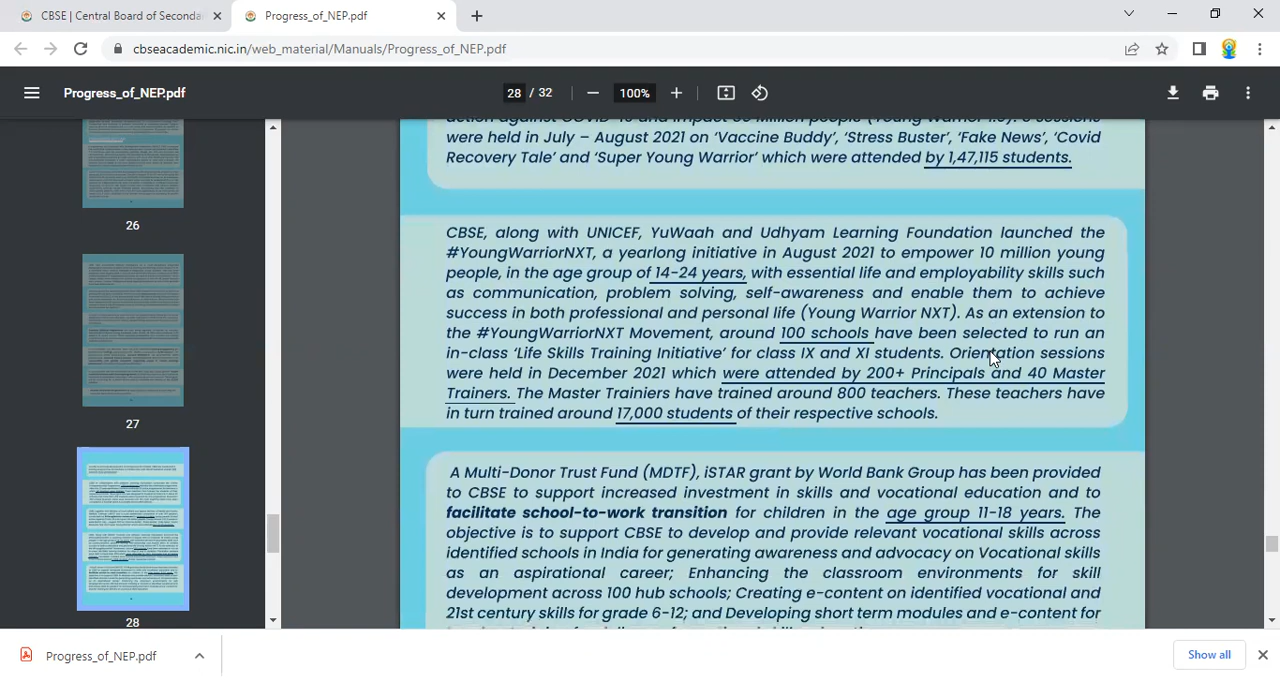 CBSE | Central Board of Seconda
Progress_of_NEP.pdf
cbseacademic.nic.in/web_material/Manuals/Progress_of_NEP.pdf
Progress_of_NEP.pdf
28 / 32
100%
26
27
28
were held in July – August 2021 on ‘Vaccine Buddy’, ‘Stress Buster’, ‘Fake News’, ‘Covid
Recovery Tale’ and ‘Super Young Warrior’ which were attended by 1,47,115 students.
CBSE, along with UNICEF, YuWaah and Udhyam Learning Foundation launched the
#YoungWarriorNXT, a yearlong initiative in August 2021 to empower 10 million young
people, in the age group of 14-24 years, with essential life and employability skills such
as communication, problem solving, self-awareness and enable them to achieve
success in both professional and personal life (Young Warrior NXT). As an extension to
the #YoungWarriorNXT Movement, around 100 schools have been selected to run an
in-class ‘Life Skills Training Initiative’ for class IX and XI students. Orientation sessions
were held in December 2021 which were attended by 200+ Principals and 40 Master
Trainers. The Master Trainiers have trained around 800 teachers. These teachers have
in turn trained around 17,000 students of their respective schools.
A Multi-Donor Trust Fund (MDTF), iSTAR grant by World Bank Group has been provided
to CBSE to support increased investment in skills and vocational education and to
facilitate school-to-work transition for children in the age group 11-18 years. The
objective is to support CBSE to develop and provide relevant vocational skills across
identified schools in India for generating awareness and advocacy on Vocational skills
as an aspirational career; Enhancing the classroom environments for skill
development across 100 hub schools; Creating e-content on identified vocational and
21st century skills for grade 6-12; and Developing short term modules and e-content for
Progress_of_NEP.pdf
Show all